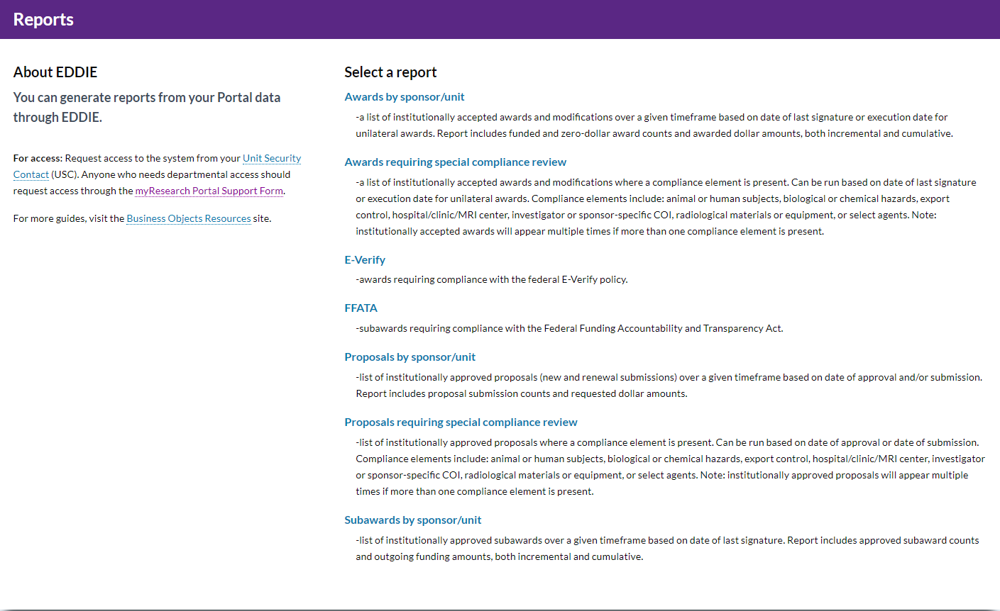 Reports
About EDDIE
You can generate reports from your Portal data
through EDDIE.
For access: Request access to the system from your Unit Security
Contact (USC). Anyone who needs departmental access should
request access through the myResearch Portal Support Form.
For more guides, visit the Business Objects Resources site.
Select a report
Awards by sponsor/unit
-a list of institutionally accepted awards and modifications over a given timeframe based on date of last signature or execution date for
unilateral awards. Report includes funded and zero-dollar award counts and awarded dollar amounts, both incremental and cumulative.
Awards requiring special compliance review
-a list of institutionally accepted awards and modifications where a compliance element is present. Can be run based on date of last signature
or execution date for unilateral awards. Compliance elements include: animal or human subjects, biological or chemical hazards, export
control, hospital/clinic/MRI center, investigator or sponsor-specific COI, radiological materials or equipment, or select agents. Note:
institutionally accepted awards will appear multiple times if more than one compliance element is present.
E-Verify
-awards requiring compliance with the federal E-Verify policy.
FFATA
-subawards requiring compliance with the Federal Funding Accountability and Transparency Act.
Proposals by sponsor/unit
-list of institutionally approved proposals (new and renewal submissions) over a given timeframe based on date of approval and/or submission.
Report includes proposal submission counts and requested dollar amounts.
Proposals requiring special compliance review
-list of institutionally approved proposals where a compliance element is present. Can be run based on date of approval or date of submission.
Compliance elements include: animal or human subjects, biological or chemical hazards, export control, hospital/clinic/MRI center, investigator
or sponsor-specific COI, radiological materials or equipment, or select agents. Note: institutionally approved proposals will appear multiple
times if more than one compliance element is present.
Subawards by sponsor/unit
-list of institutionally approved subawards over a given timeframe based on date of last signature. Report includes approved subaward counts
and outgoing funding amounts, both incremental and cumulative.